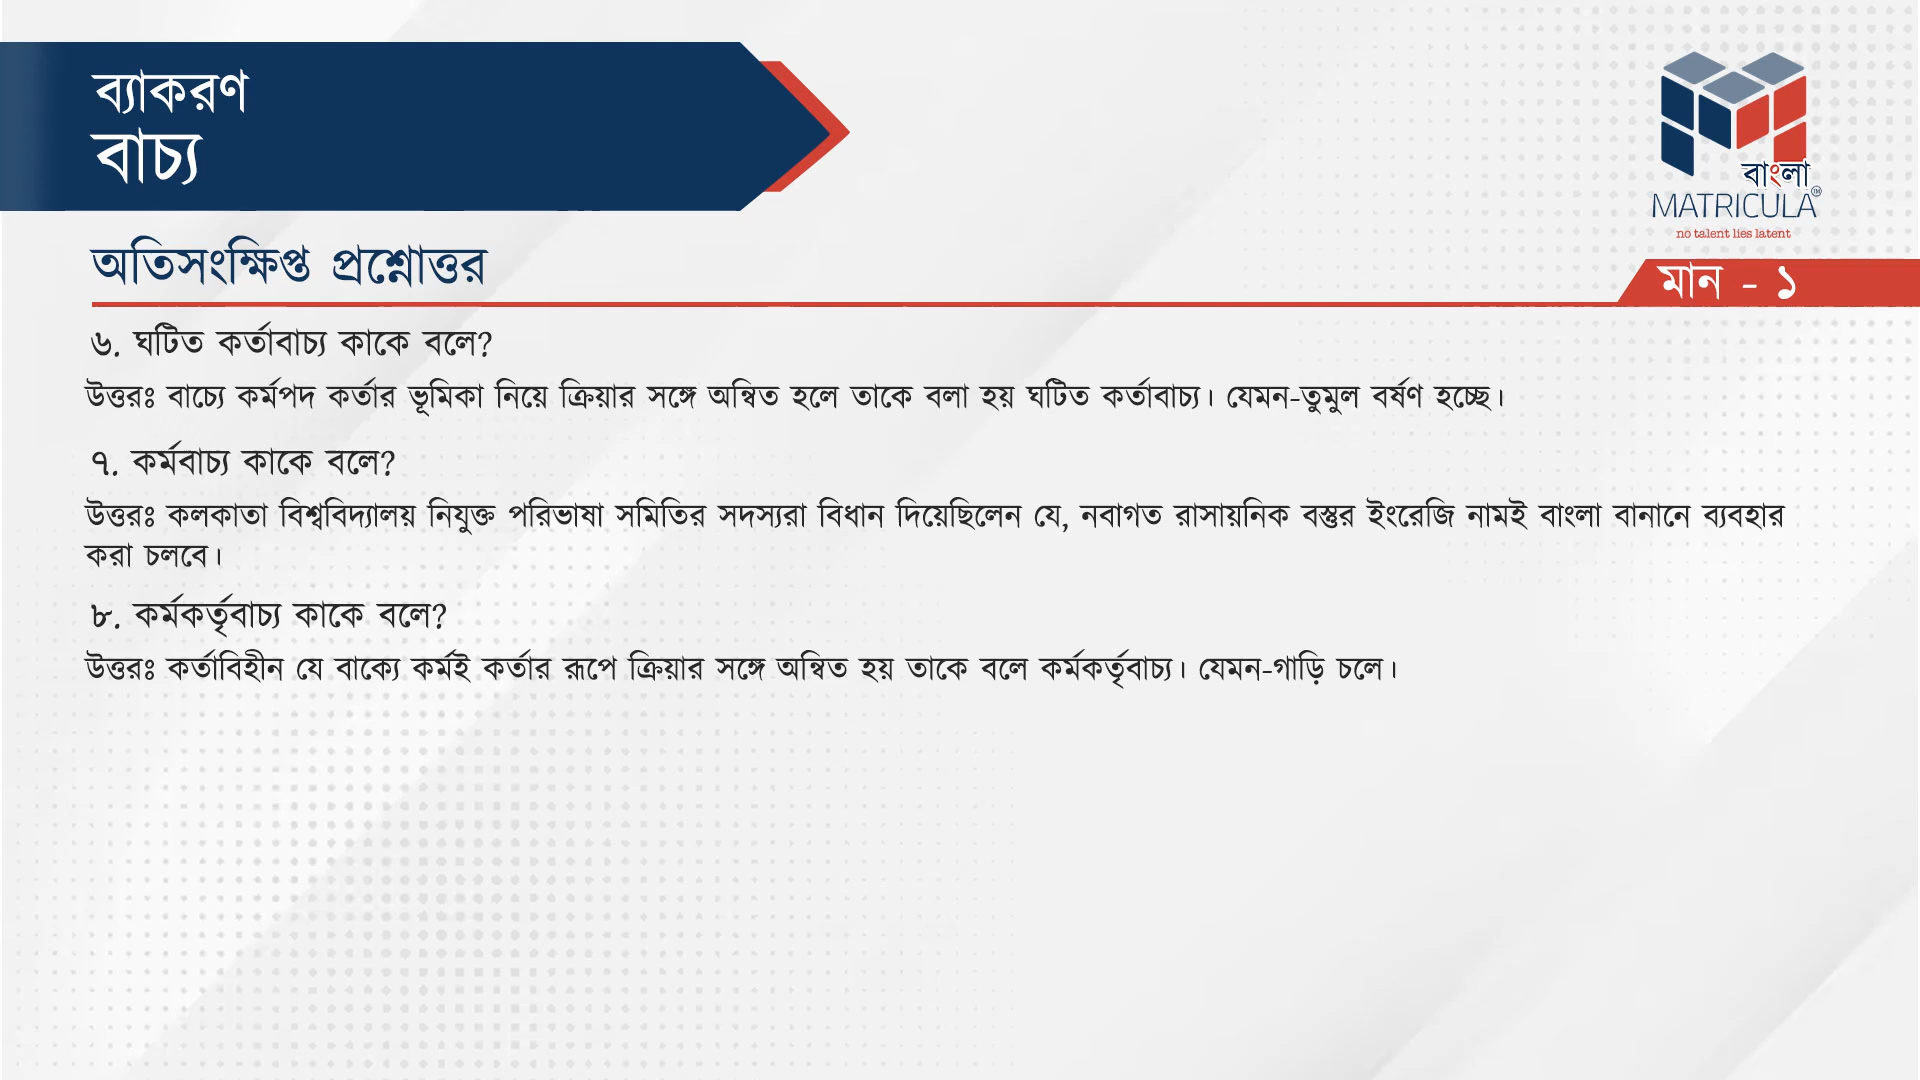 ব্যাকরণ
বাচ্য
বাংলা
MATRICULA
TM
no talent lies latent
অতিসংক্ষিপ্ত প্রশ্নোত্তর
মান - ১
৬. ঘটিত কর্তাবাচ্য কাকে বলে?
উত্তরঃ বাচ্যে কর্মপদ কর্তার ভূমিকা নিয়ে ক্রিয়ার সঙ্গে অন্বিত হলে তাকে বলা হয় ঘটিত কর্তাবাচ্য। যেমন-তুমুল বর্ষণ হচ্ছে।
৭. কর্মবাচ্য কাকে বলে?
উত্তরঃ কলকাতা বিশ্ববিদ্যালয় নিযুক্ত পরিভাষা সমিতির সদস্যরা বিধান দিয়েছিলেন যে, নবাগত রাসায়নিক বস্তুর ইংরেজি নামই বাংলা বানানে ব্যবহার
করা চলবে।
৮. কর্মকর্তৃবাচ্য কাকে বলে?
উত্তরঃ কর্তাবিহীন যে বাক্যে কর্মই কর্তার রূপে ক্রিয়ার সঙ্গে অন্বিত হয় তাকে বলে কর্মকর্তৃবাচ্য। যেমন-গাড়ি চলে।